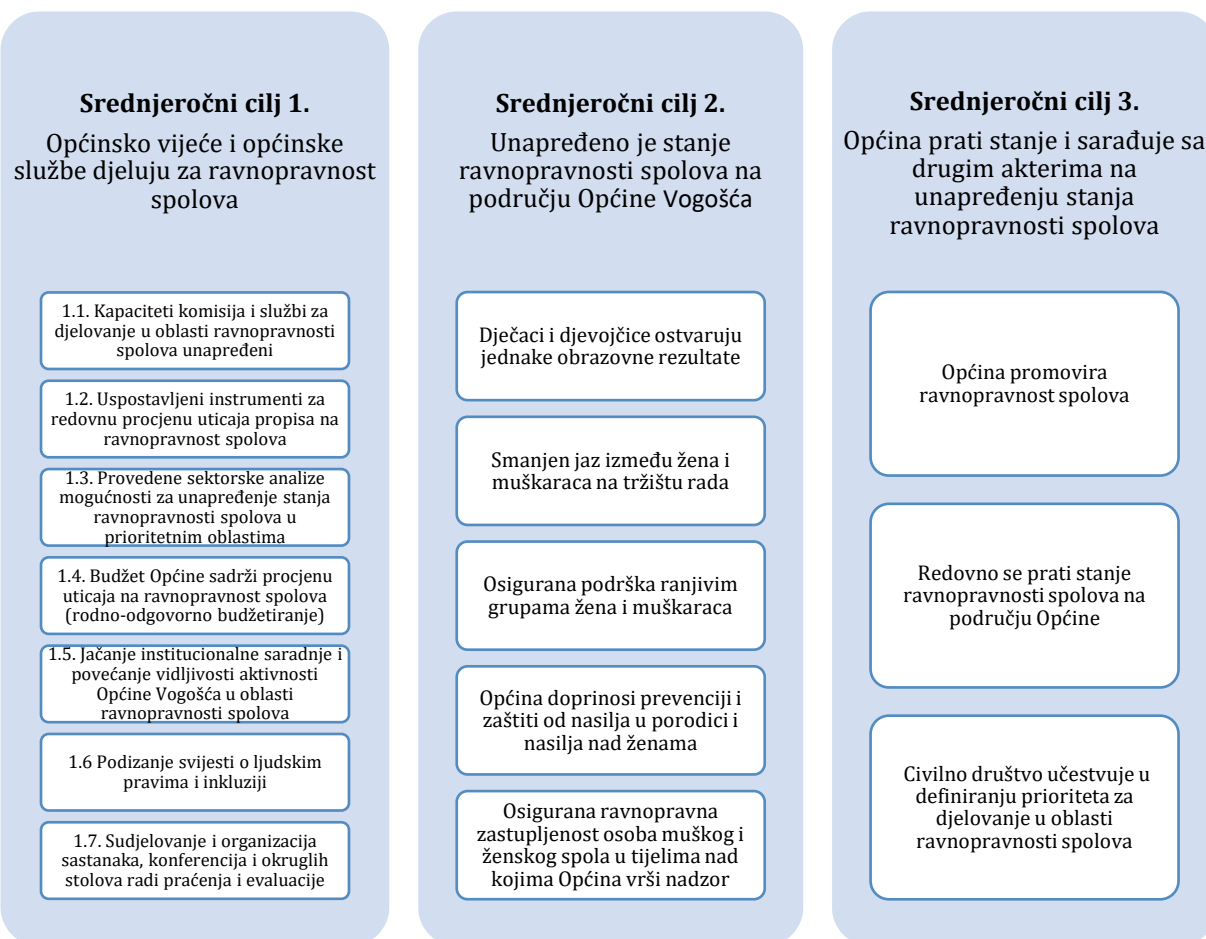 Srednjeročni cilj 1.
Općinsko vijeće i općinske
službe djeluju za ravnopravnost
spolova
1.1. Kapaciteti komisija i službi za
djelovanje u oblasti ravnopravnosti
spolova unapređeni
1.2. Uspostavljeni instrumenti za
redovnu procjenu uticaja propisa na
ravnopravnost spolova
1.3. Provedene sektorske analize
mogućnosti za unapređenje stanja
ravnopravnosti spolova u
prioritetnim oblastima
1.4. Budžet Općine sadrži procjenu
uticaja na ravnopravnost spolova
(rodno-odgovorno budžetiranje)
1.5. Jačanje institucionalne saradnje i
povećanje vidljivosti aktivnosti
Općine Vogošća u oblasti
ravnopravnosti spolova
1.6 Podizanje svijesti o ljudskim
pravima i inkluziji
1.7. Sudjelovanje i organizacija
sastanaka, konferencija i okruglih
stolova radi praćenja i evaluacije
Srednjeročni cilj 2.
Unapređeno je stanje
ravnopravnosti spolova na
području Općine Vogošća
Dječaci i djevojčice ostvaruju
jednake obrazovne rezultate
Smanjen jaz između žena i
muškaraca na tržištu rada
Osigurana podrška ranjivim
grupama žena i muškaraca
Općina doprinosi prevenciji i
zaštiti od nasilja u porodici i
nasilja nad ženama
Osigurana ravnopravna
zastupljenost osoba muškog i
ženskog spola u tijelima nad
kojima Općina vrši nadzor
Srednjeročni cilj 3.
Općina prati stanje i sarađuje sa
drugim akterima na
unapređenju stanja
ravnopravnosti spolova
Općina promovira
ravnopravnost spolova
Redovno se prati stanje
ravnopravnosti spolova na
području Općine
Civilno društvo učestvuje u
definiranju prioriteta za
djelovanje u oblasti
ravnopravnosti spolova